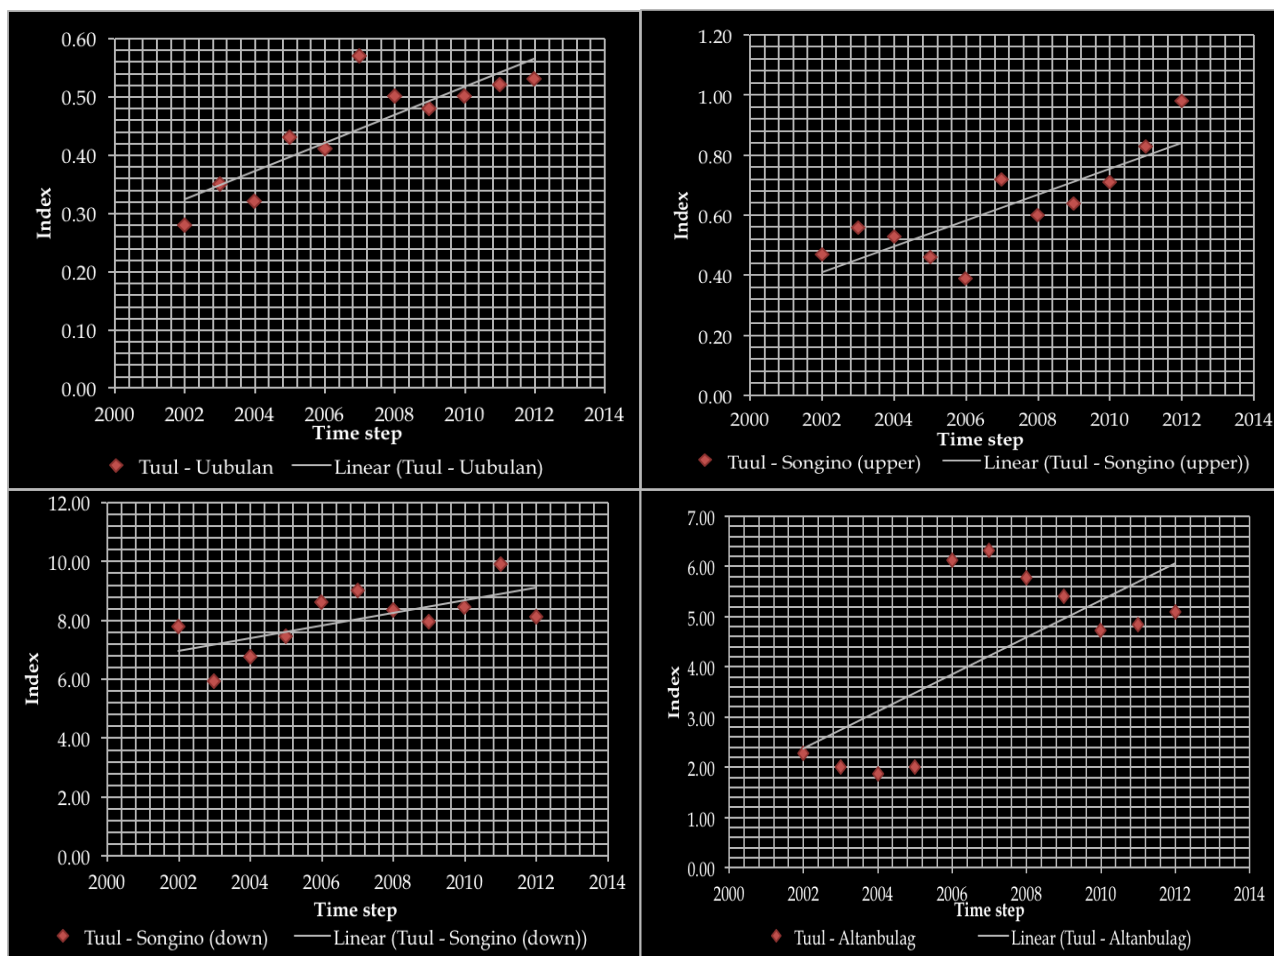 0.60
0.50
0.40
0.30
0.20
0.10
0.00
Index
2000 2002 2004 2006 2008 2010 2012 2014
Time step
Tuul - Uubulan Linear (Tuul - Uubulan)
1.20
1.00
0.80
0.60
0.40
0.20
0.00
Index
2000 2002 2004 2006 2008 2010 2012 2014
Time step
Tuul - Songino (upper) Linear (Tuul - Songino (upper))
12.00
10.00
8.00
6.00
4.00
2.00
0.00
Index
2000 2002 2004 2006 2008 2010 2012 2014
Time step
Tuul - Songino (down) Linear (Tuul - Songino (down))
7.00
6.00
5.00
4.00
3.00
2.00
1.00
0.00
Index
2000 2002 2004 2006 2008 2010 2012 2014
Time step
Tuul - Altanbulag Linear (Tuul - Altanbulag)